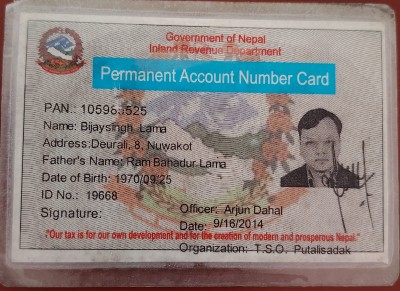 Government of Nepal
Inland Revenue Department
Permanent Account Number Card
Name: Bijaysingh Lama
Address:Deurali, 8, Nuwakot
Father's Name: Ram Bahadur Lama
Date of Birth: 1970/09/25
ID No.: 19668
Signature:
Officer: Arjun Dahal
Date: 9/16/2014
"Our tax is for our own development and for the creation of modern and prosperous Nepal."
Organization: T.S.O. Putalisadak